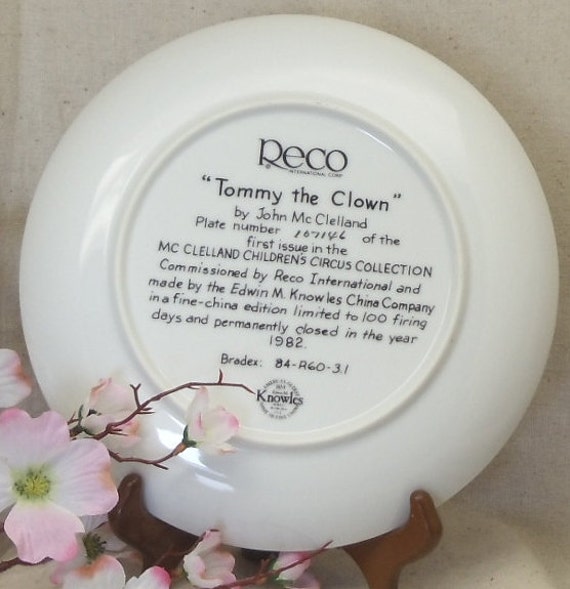 Reco
® INTERNATIONAL CORP.
"Tommy the Clown"
by John Mc Clelland
Plate number 107146 of the
first issue in the
MC CLELLAND CHILDREN'S CIRCUS COLLECTION
Commissioned by Reco International and
made by the Edwin M. Knowles China Company
in a fine-china edition limited to 100 firing
days and permanently closed in the year
1982.
Bradex: 84-R60-3.1
Knowles